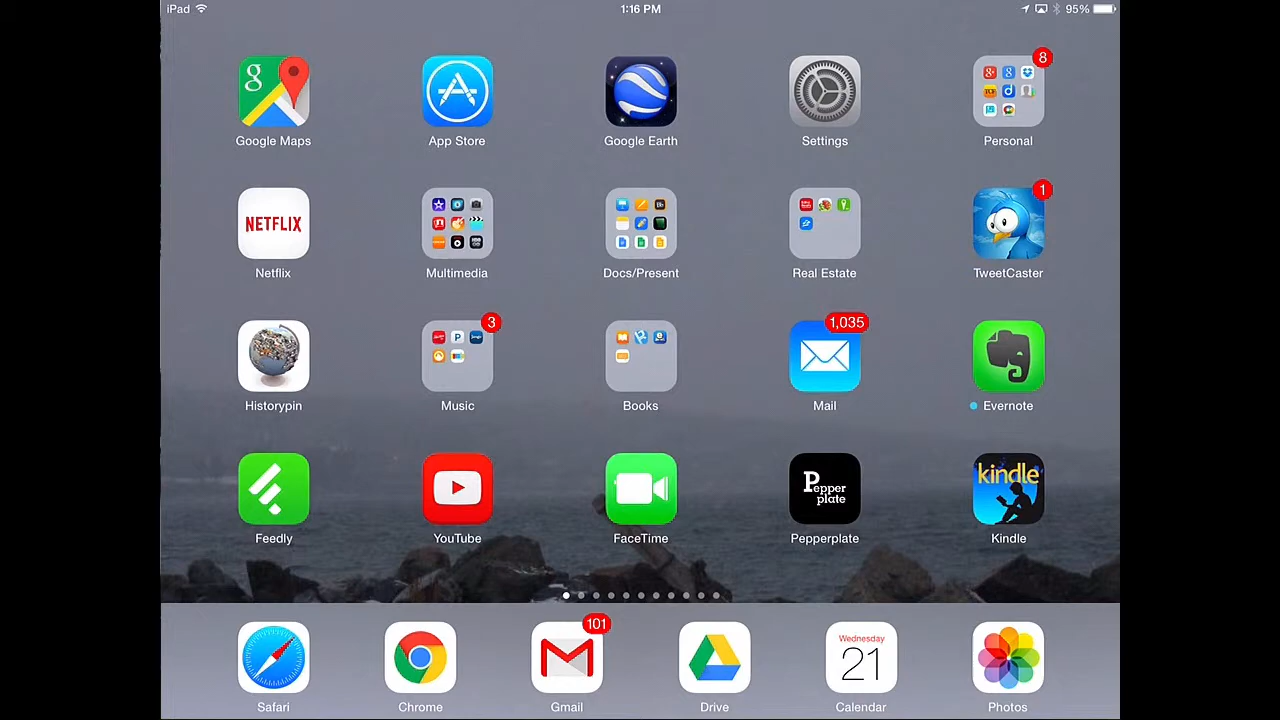 iPad 1:16 PM 95%
8
g
Google Maps App Store Google Earth Settings Personal
1
NETFLIX
Netflix Multimedia Docs/Present Real Estate TweetCaster
3 1,035
Historypin Music Books Mail Evernote
Pepper plate kindle
Feedly YouTube FaceTime Pepperplate Kindle
101
Wednesday
21
Safari Chrome Gmail Drive Calendar Photos